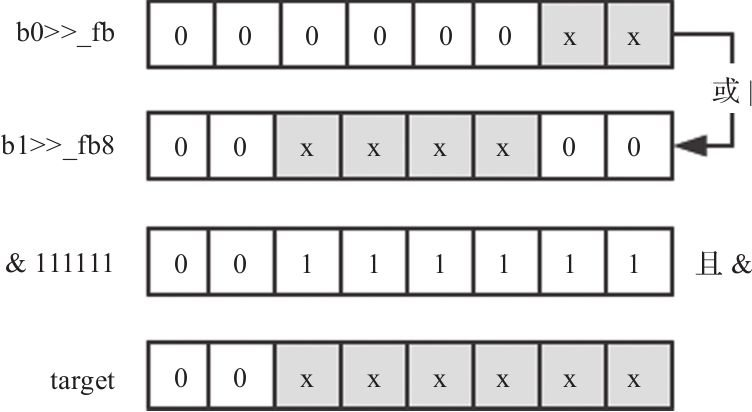 b0>>_fb 0 0 0 0 0 0 x x
或 |
b1>>_fb8 0 0 x x x x 0 0
& 111111 0 0 1 1 1 1 1 1 且 &
target 0 0 x x x x x x